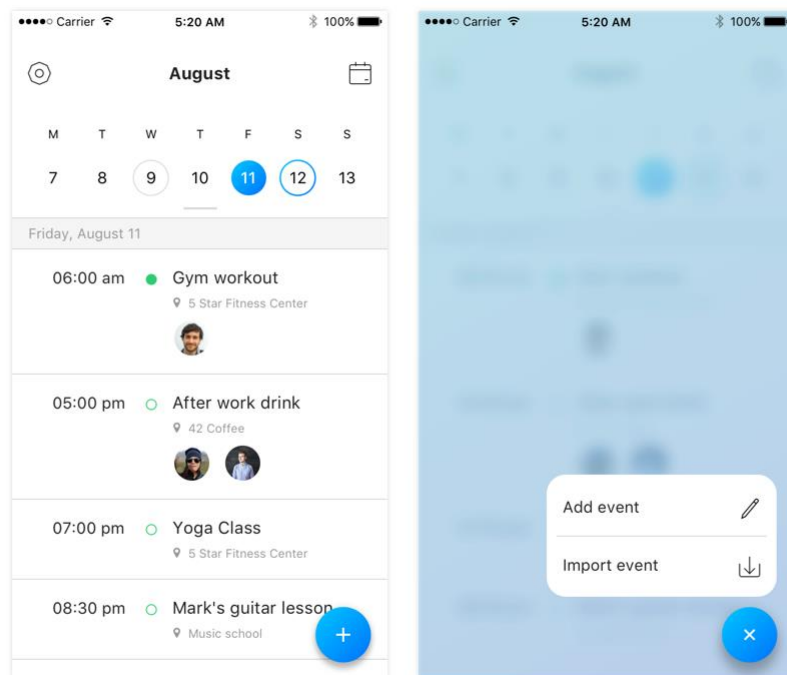 Carrier 5:20 AM 100%
August
M T W T F S S
7 8 9 10 11 12 13
Friday, August 11
06:00 am Gym workout
5 Star Fitness Center
05:00 pm After work drink
42 Coffee
07:00 pm Yoga Class
5 Star Fitness Center
08:30 pm Mark's guitar lesson
Music school
+
Carrier 5:20 AM 100%
Add event
Import event
×